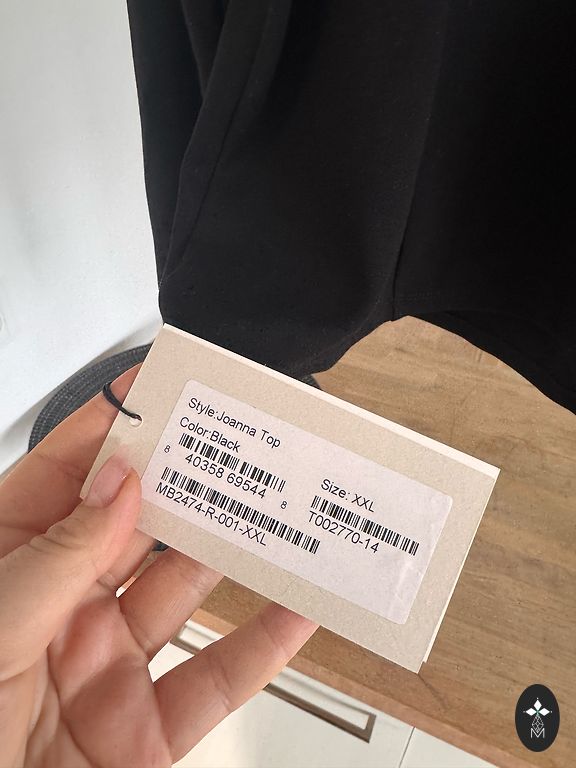 Style:Joanna Top
Color:Black
8 40358 69544 8
Size: XXL
MB2474-R-001-XXL
T002770-14
M